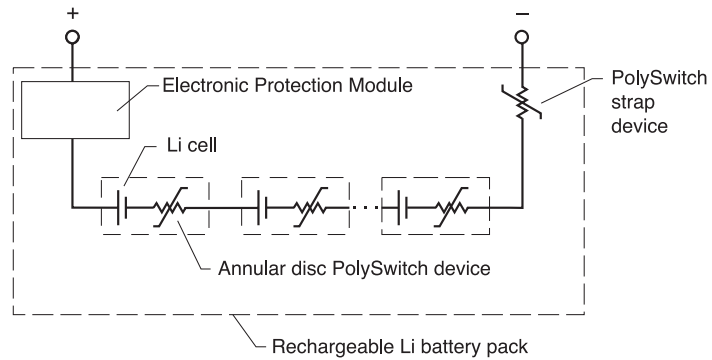 +
−
Electronic Protection Module
PolySwitch
strap
device
Li cell
Annular disc PolySwitch device
Rechargeable Li battery pack